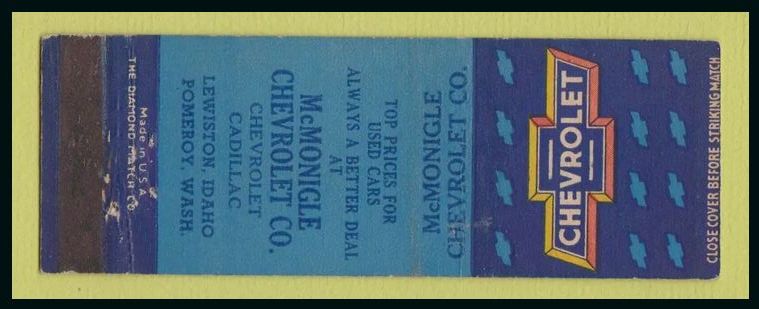 CLOSE COVER BEFORE STRIKING MATCH
CHEVROLET
McMONIGLE
CHEVROLET CO.
TOP PRICES FOR
USED CARS
ALWAYS A BETTER DEAL
AT
McMONIGLE
CHEVROLET CO.
CHEVROLET
CADILLAC
LEWISTON, IDAHO
POMEROY, WASH.
Made in U.S.A.
THE DIAMOND MATCH CO.